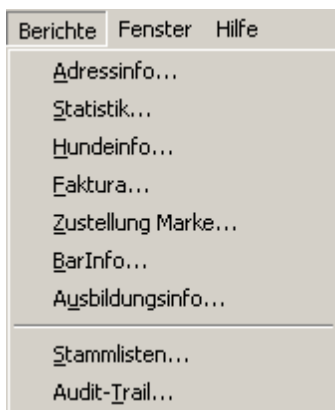 Berichte Fenster Hilfe
Adressinfo...
Statistik...
Hundeinfo...
Faktura...
Zustellung Marke...
BarInfo...
Ausbildungsinfo...
Stammlisten...
Audit-Trail...